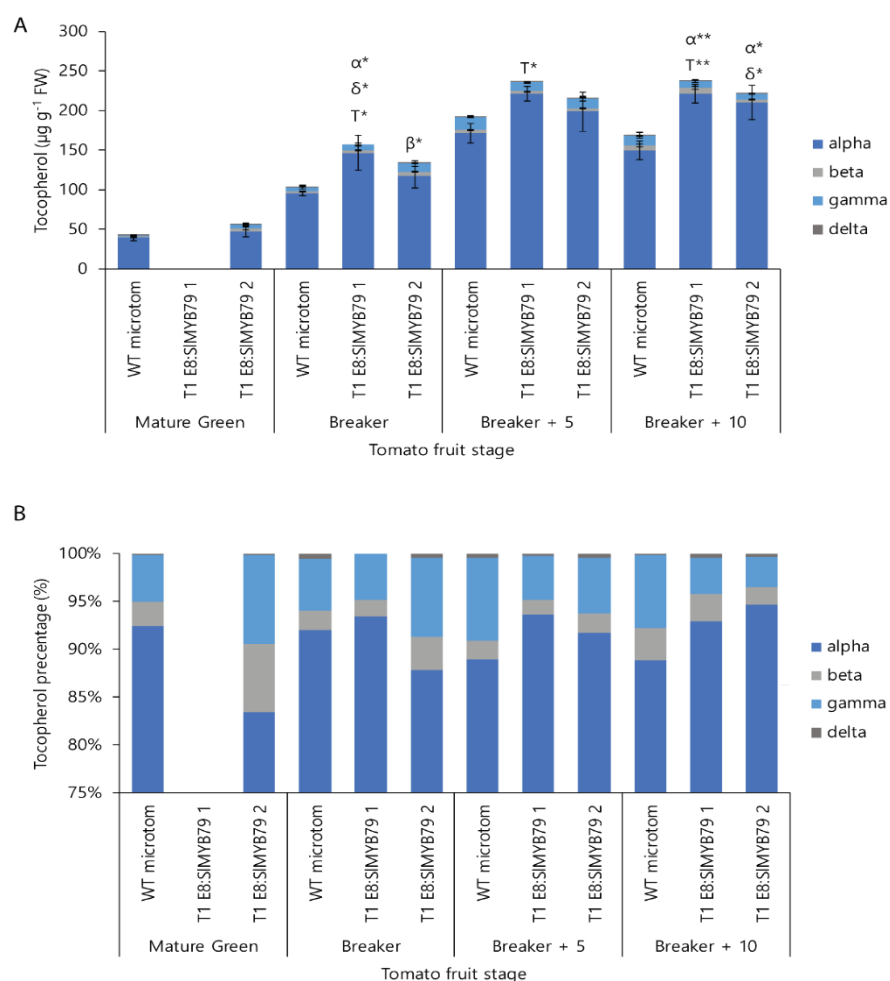 A
300
250
200
150
100
50
0
Tocopherol (µg g⁻¹ FW)
α*
δ*
T*
β*
T*
α**
T**
α*
δ*
alpha
beta
gamma
delta
WT microtom
T1 E8:SlMYB79 1
T1 E8:SlMYB79 2
WT microtom
T1 E8:SlMYB79 1
T1 E8:SlMYB79 2
WT microtom
T1 E8:SlMYB79 1
T1 E8:SlMYB79 2
WT microtom
T1 E8:SlMYB79 1
T1 E8:SlMYB79 2
Mature Green
Breaker
Breaker + 5
Breaker + 10
Tomato fruit stage
B
100%
95%
90%
85%
80%
75%
Tocopherol precentage (%)
alpha
beta
gamma
delta
WT microtom
T1 E8:SlMYB79 1
T1 E8:SlMYB79 2
WT microtom
T1 E8:SlMYB79 1
T1 E8:SlMYB79 2
WT microtom
T1 E8:SlMYB79 1
T1 E8:SlMYB79 2
WT microtom
T1 E8:SlMYB79 1
T1 E8:SlMYB79 2
Mature Green
Breaker
Breaker + 5
Breaker + 10
Tomato fruit stage